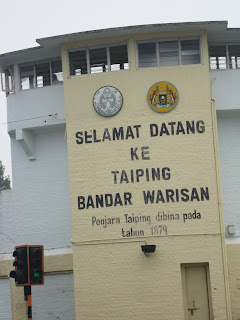 SELAMAT DATANG
KE
TAIPING
BANDAR WARISAN
Penjara Taiping dibina pada
tahun 1879